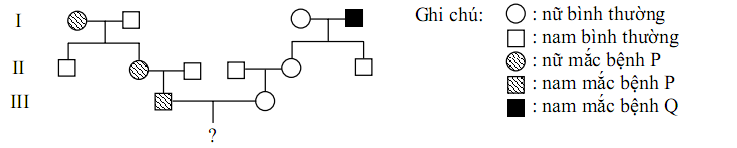 I
II
III
?
Ghi chú:
: nữ bình thường
: nam bình thường
: nữ mắc bệnh P
: nam mắc bệnh P
: nam mắc bệnh Q